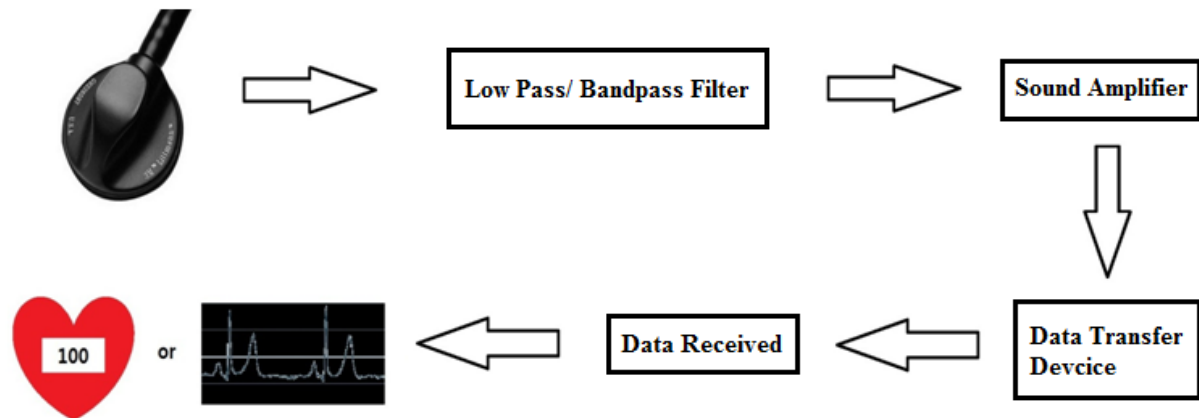 Low Pass/ Bandpass Filter
Sound Amplifier
Data Transfer
Devcice
Data Received
100
or